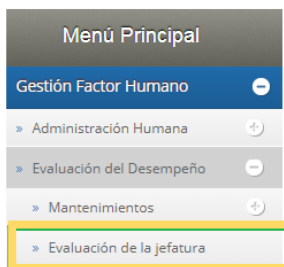 Menú Principal
Gestión Factor Humano
» Administración Humana
» Evaluación del Desempeño
» Mantenimientos
» Evaluación de la jefatura